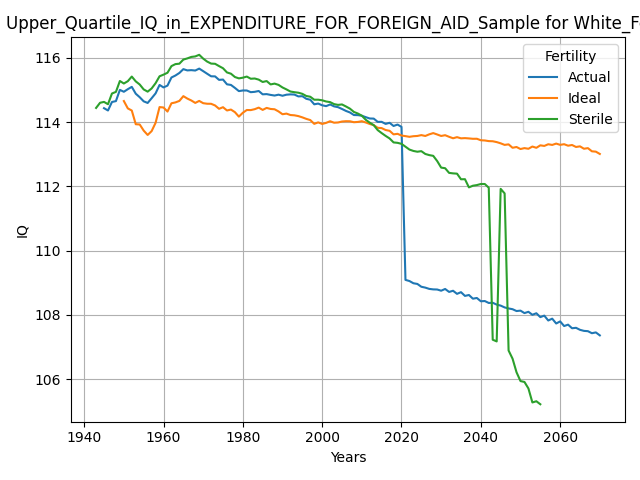 Upper_Quartile_IQ_in_EXPENDITURE_FOR_FOREIGN_AID_Sample for White_F
Fertility
Actual
Ideal
Sterile
116
114
112
110
108
106
IQ
1940 1960 1980 2000 2020 2040 2060
Years